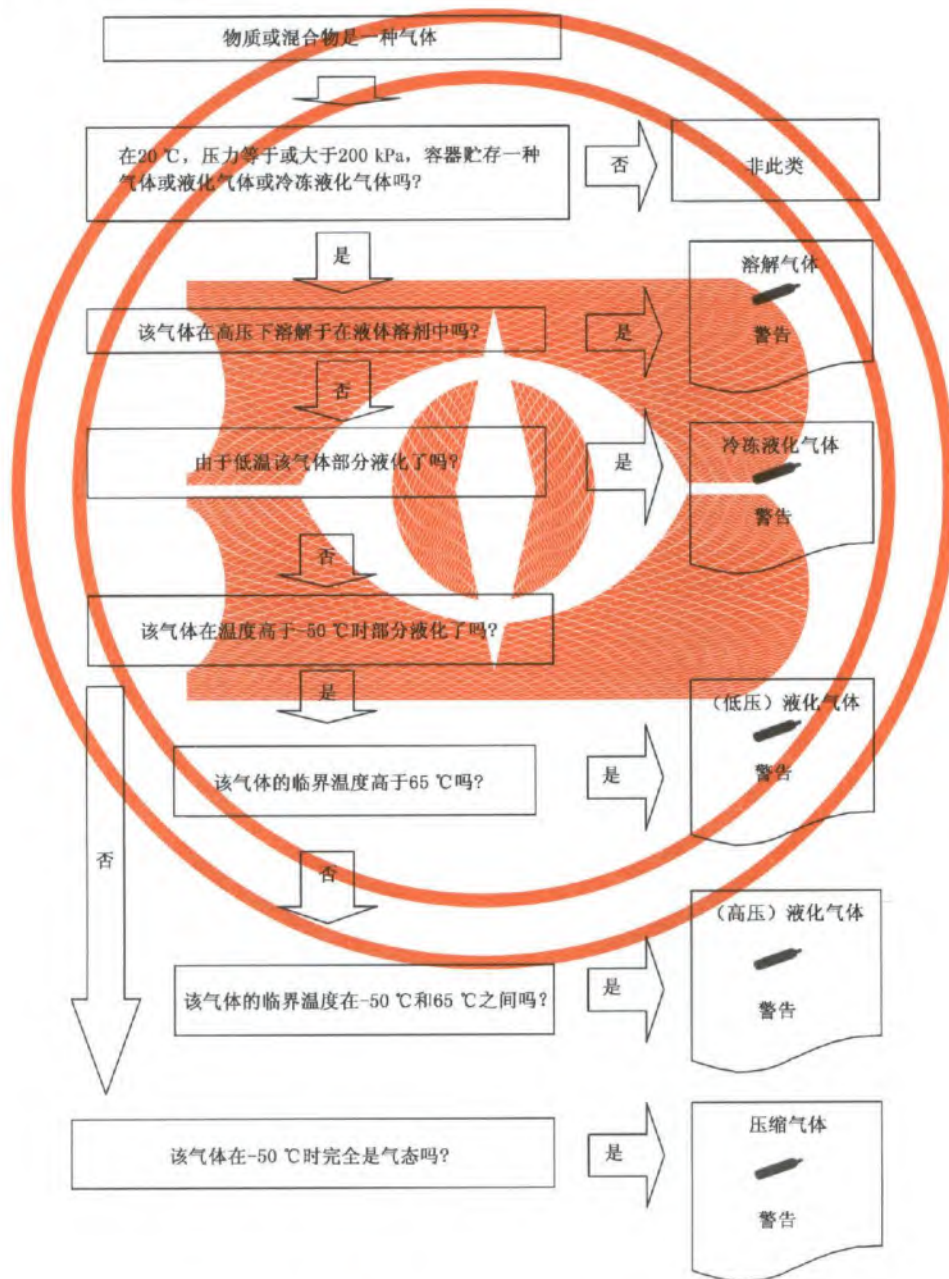 物质或混合物是一种气体
在20 ℃，压力等于或大于200 kPa，容器贮存一种
气体或液化气体或冷冻液化气体吗？
否
非此类
是
溶解气体
警告
该气体在高压下溶解于在液体溶剂中吗？
是
否
冷冻液化气体
警告
由于低温该气体部分液化了吗？
是
否
该气体在温度高于-50 ℃时部分液化了吗？
是
（低压）液化气体
警告
该气体的临界温度高于65 ℃吗？
是
否
否
（高压）液化气体
警告
该气体的临界温度在-50 ℃和65 ℃之间吗？
是
压缩气体
警告
该气体在-50 ℃时完全是气态吗？
是